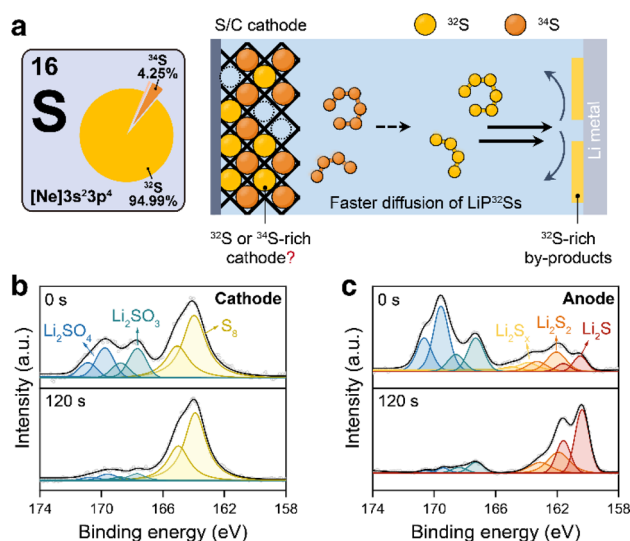 a
16
S
³⁴S
4.25%
³²S
94.99%
[Ne]3s²3p⁴
S/C cathode
³²S
³⁴S
Li metal
Faster diffusion of LiP³²Ss
³²S or ³⁴S-rich
cathode?
³²S-rich
by-products
b
0 s
Cathode
Li₂SO₄
Li₂SO₃
S₈
120 s
Intensity (a.u.)
174 170 166 162 158
Binding energy (eV)
c
0 s
Anode
Li₂Sₓ
Li₂S₂
Li₂S
120 s
Intensity (a.u.)
174 170 166 162 158
Binding energy (eV)